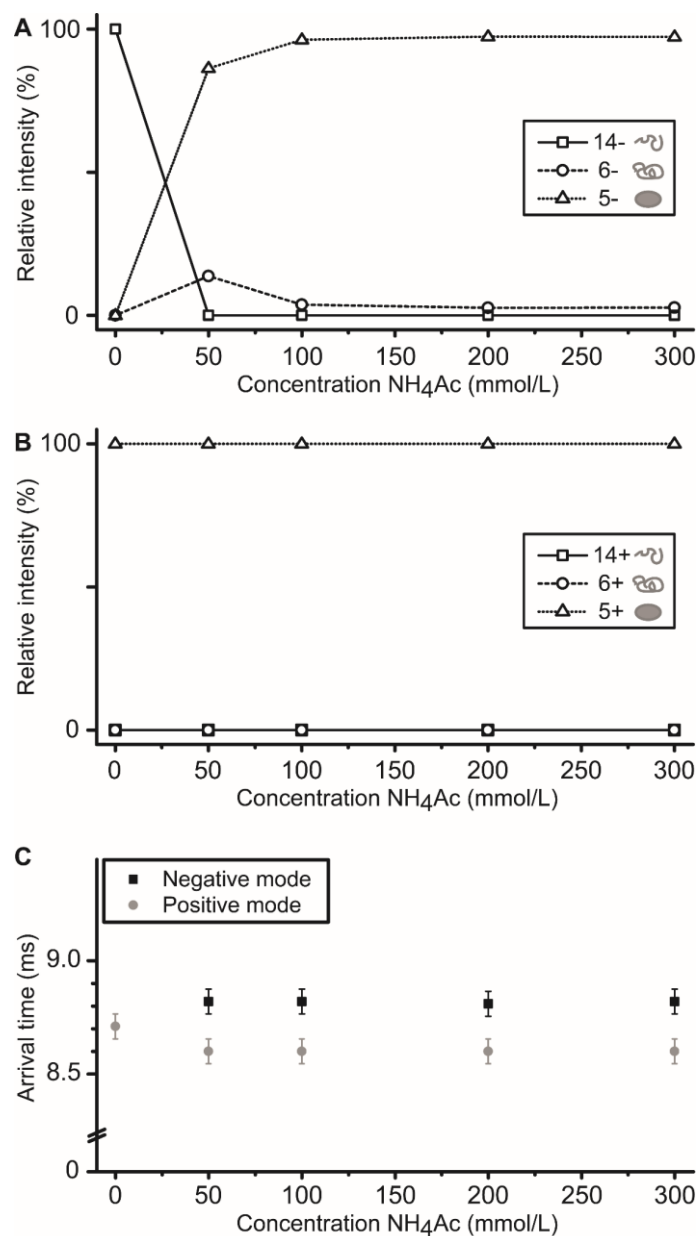 A
100
Relative intensity (%)
14-
6-
5-
0
0 50 100 150 200 250 300
Concentration NH₄Ac (mmol/L)
B
100
Relative intensity (%)
14+
6+
5+
0
0 50 100 150 200 250 300
Concentration NH₄Ac (mmol/L)
C
Negative mode
Positive mode
9.0
Arrival time (ms)
8.5
0
0 50 100 150 200 250 300
Concentration NH₄Ac (mmol/L)